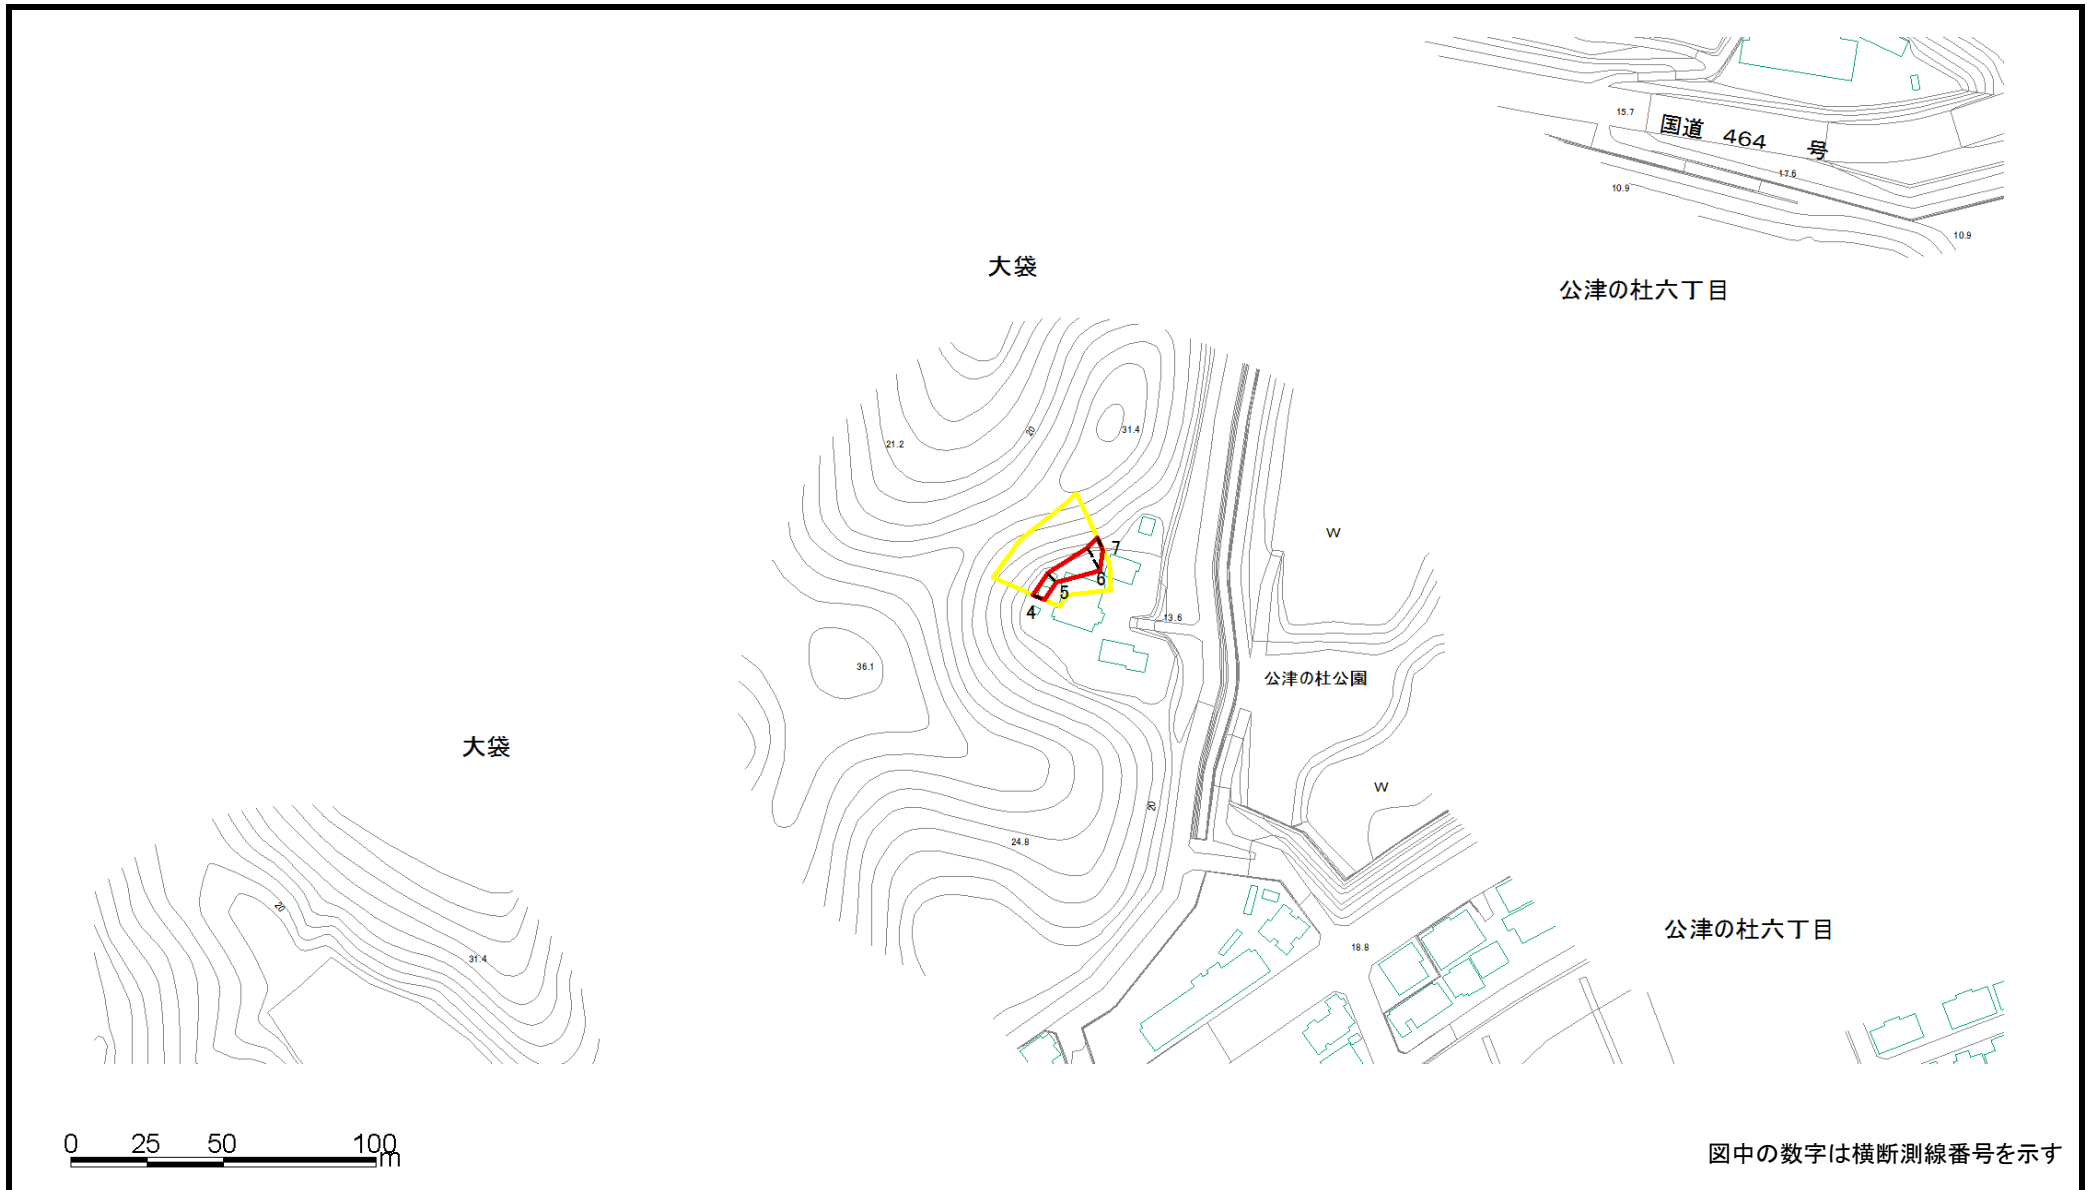 15.7
国道 464 号
17.6
10.9
10.9
大袋
公津の杜六丁目
31.4
20
21.2
W
7
6
5
4
13.6
36.1
公津の杜公園
大袋
W
20
24.8
20
31.4
18.8
公津の杜六丁目
0 25 50 100
m
図中の数字は横断測線番号を示す